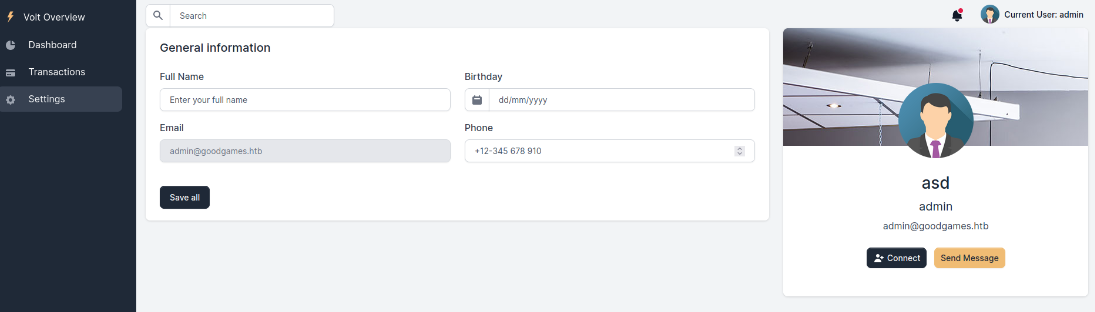 Volt Overview
Dashboard
Transactions
Settings
Search
Current User: admin
General information
Full Name
Birthday
Enter your full name
dd/mm/yyyy
Email
Phone
admin@goodgames.htb
+12-345 678 910
Save all
asd
admin
admin@goodgames.htb
Connect
Send Message